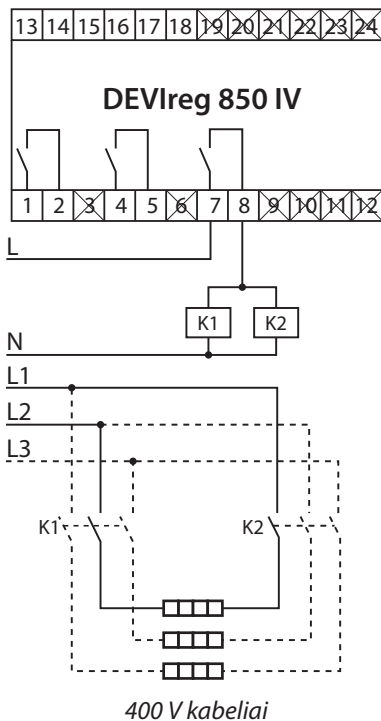 13 14 15 16 17 18 19 20 21 22 23 24
DEVIreg 850 IV
1 2 3 4 5 6 7 8 9 10 11 12
L
K1 K2
N
L1
L2
L3
K1 K2
400 V kabeliai